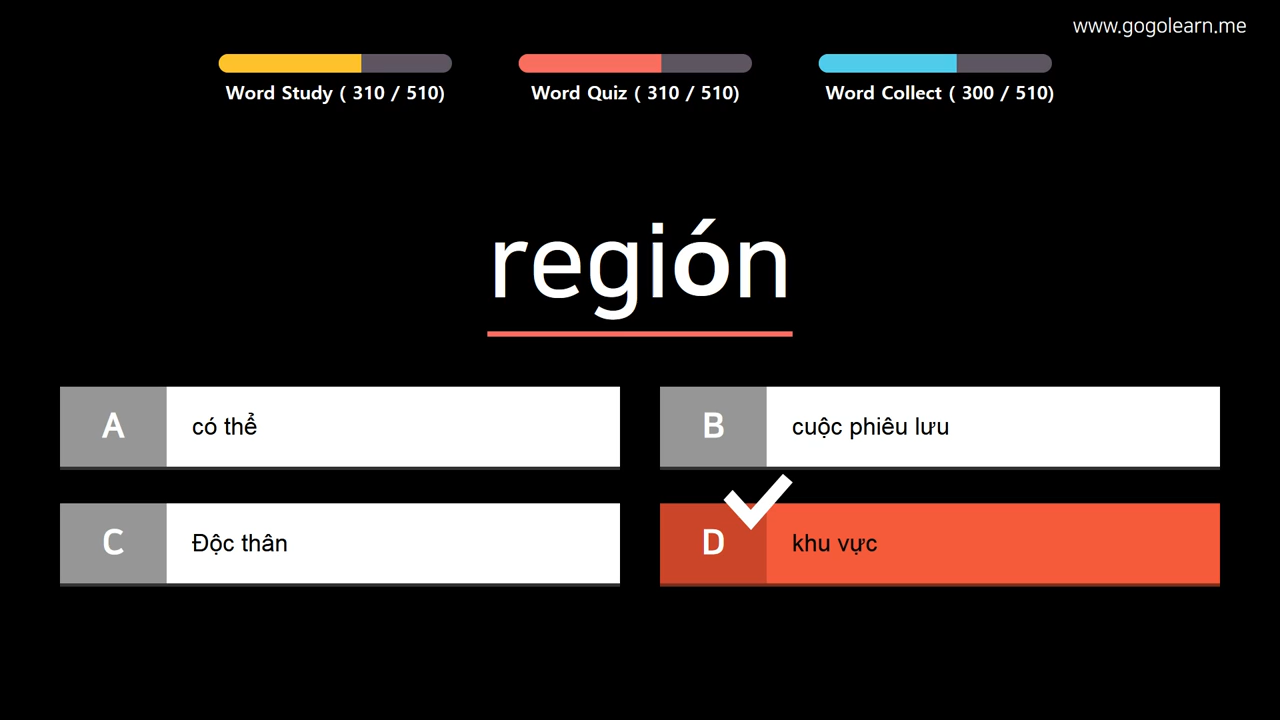 www.gogolearn.me
Word Study ( 310 / 510)
Word Quiz ( 310 / 510)
Word Collect ( 300 / 510)
región
A có thể
B cuộc phiêu lưu
C Độc thân
D khu vực